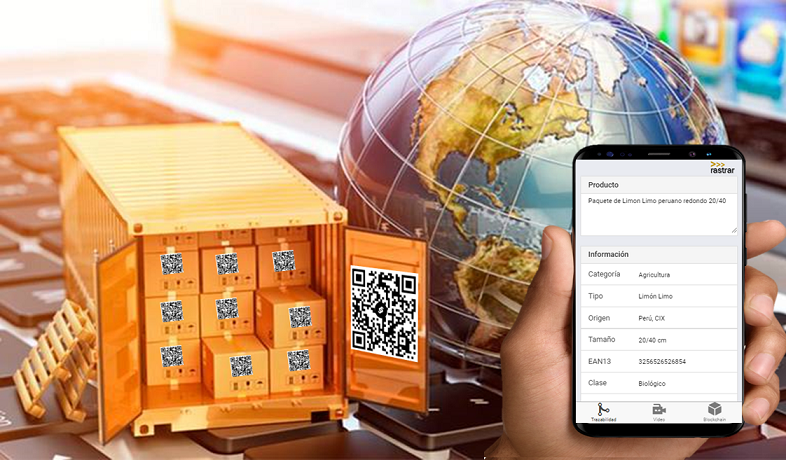 >>>
rastrar
Producto
Paquete de Limon Limo peruano redondo 20/40
Información
Categoría Agricultura
Tipo Limón Limo
Origen Perú, CIX
Tamaño 20/40 cm
EAN13 3256526526854
Clase Biológico
Tracabilidad Video Blockchain